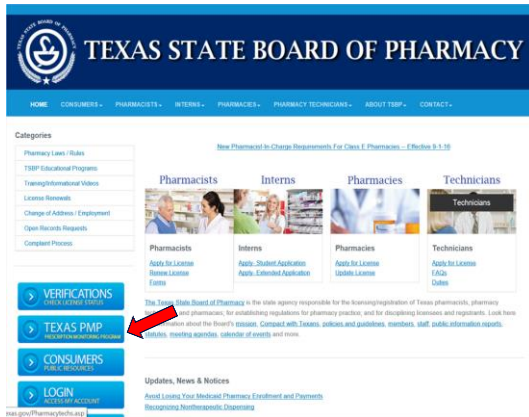 TEXAS STATE BOARD OF PHARMACY
HOME CONSUMERS PHARMACISTS INTERNS PHARMACIES PHARMACY TECHNICIANS ABOUT TSBP CONTACT
Categories
Pharmacy Laws / Rules
TSBP Educational Programs
Training/Informational Videos
License Renewals
Change of Address / Employment
Open Records Requests
Complaint Process
VERIFICATIONS
CHECK LICENSE STATUS
TEXAS PMP
PRESCRIPTION MONITORING PROGRAM
CONSUMERS
PUBLIC RESOURCES
LOGIN
ACCESS MY ACCOUNT
New Pharmacist-In-Charge Requirements For Class E Pharmacies – Effective 9-1-16
Pharmacists Interns Pharmacies Technicians
Technicians
Pharmacists
Apply for License
Renew License
Forms
Interns
Apply- Student Application
Apply- Extended Application
Pharmacies
Apply for License
Update License
Technicians
Apply for License
FAQs
Duties
The Texas State Board of Pharmacy is the state agency responsible for the licensing/registration of Texas pharmacists, pharmacy
and pharmacies; for establishing regulations for pharmacy practice; and for disciplining licensees and registrants. Look here
information about the Board's mission, Compact with Texans, policies and guidelines, members, staff, public information reports,
statutes, meeting agendas, calendar of events and more.
Updates, News & Notices
Avoid Losing Your Medicaid Pharmacy Enrollment and Payments
Recognizing Nontherapeutic Dispensing
xas.gov/Pharmacytechs.asp